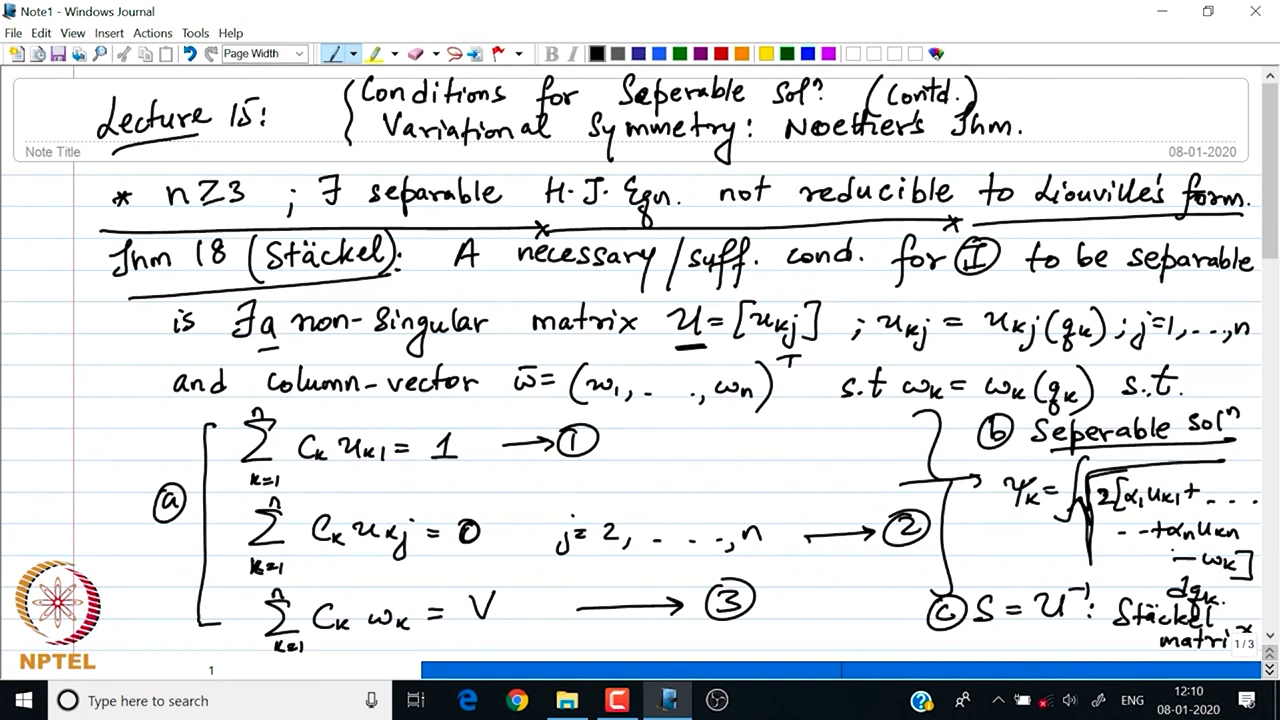 Note1 - Windows Journal
File Edit View Insert Actions Tools Help
Page Width
B I
Lecture 15: { Conditions for Seperable Solⁿ (Contd.)
Variational Symmetry: Noether's Thm.
Note Title
08-01-2020
* n≥3 ; ∃ separable H.J. Eqn. not reducible to Liouville's form.
Thm 18 (Stäckel): A necessary/suff. cond. for Ⓘ to be separable
is ∃ a non-singular matrix U = [u_kj] ; u_kj = u_kj(q_k) ; j=1,...,n
and column-vector w̄ = (w_1, . . ., w_n)^T s.t w_k = w_k(q_k) s.t.
ⓐ
∑_{k=1}^{n} C_k u_k1 = 1 → ①
∑_{k=1}^{n} C_k u_kj = 0 j=2, . . . ., n → ②
∑_{k=1}^{n} C_k w_k = V → ③
ⓑ Seperable solⁿ
ψ_k = ∫√2[α_1 u_k1 + . . . .
. . + α_n u_kn
- w_k]
dq_k.
ⓒ S = U^{-1} : Stäckel
matrix
NPTEL
1
1/3
Type here to search
ENG
12:10
08-01-2020